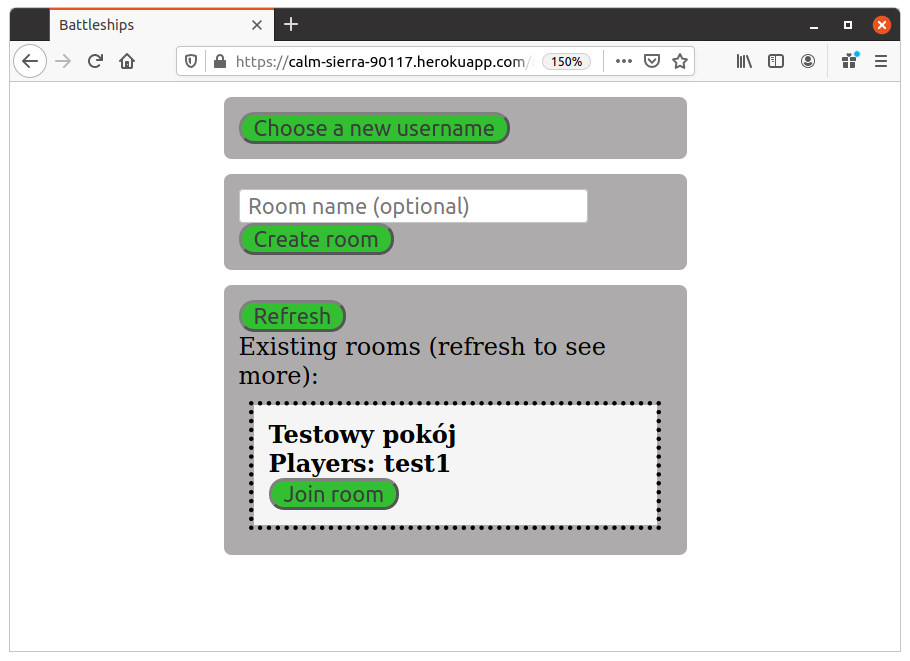 Battleships
https://calm-sierra-90117.herokuapp.com/ 150%
Choose a new username
Room name (optional)
Create room
Refresh
Existing rooms (refresh to see
more):
Testowy pokój
Players: test1
Join room